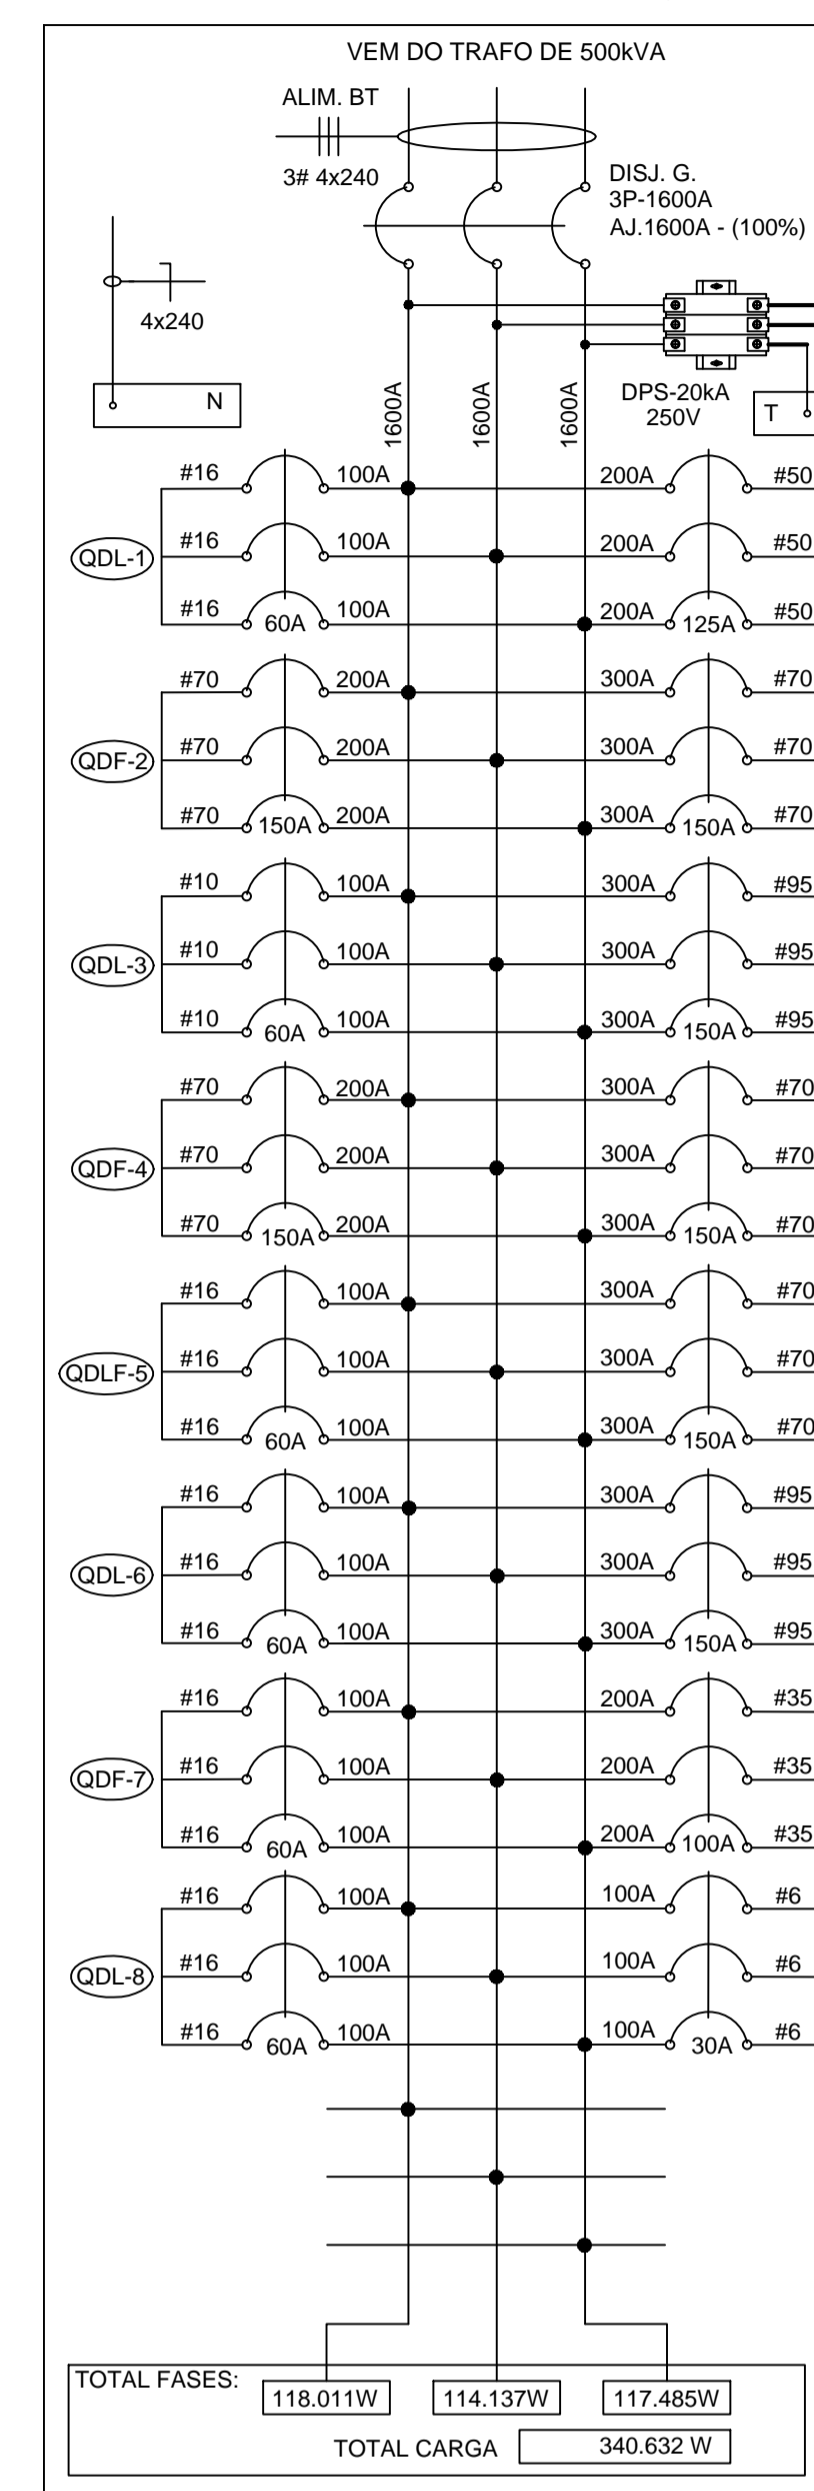 VEM DO TRAFO DE 500kVA
ALIM. BT
3# 4x240
DISJ. G.
3P-1600A
AJ.1600A - (100%)
4x240
N
1600A 1600A 1600A
DPS-20kA
250V
T
#16 100A 200A #50
#16 100A 200A #50
QDL-1
#16 60A 100A 200A 125A #50
#70 200A 300A #70
#70 200A 300A #70
QDF-2
#70 150A 200A 300A 150A #70
#10 100A 300A #95
#10 100A 300A #95
QDL-3
#10 60A 100A 300A 150A #95
#70 200A 300A #70
#70 200A 300A #70
QDF-4
#70 150A 200A 300A 150A #70
#16 100A 300A #70
#16 100A 300A #70
QDLF-5
#16 60A 100A 300A 150A #70
#16 100A 300A #95
#16 100A 300A #95
QDL-6
#16 60A 100A 300A 150A #95
#16 100A 200A #35
#16 100A 200A #35
QDF-7
#16 60A 100A 200A 100A #35
#16 100A 100A #6
#16 100A 100A #6
QDL-8
#16 60A 100A 100A 30A #6
TOTAL FASES:
118.011W 114.137W 117.485W
TOTAL CARGA 340.632 W